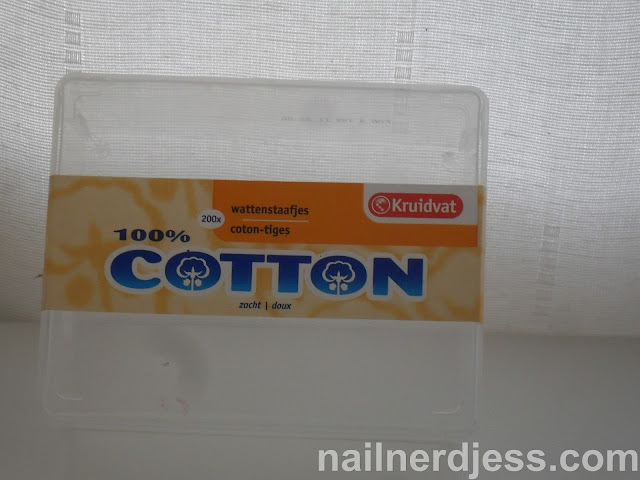 200x
wattenstaafjes
coton-tiges
Kruidvat
100%
COTTON
zacht | doux
nailnerdjess.com